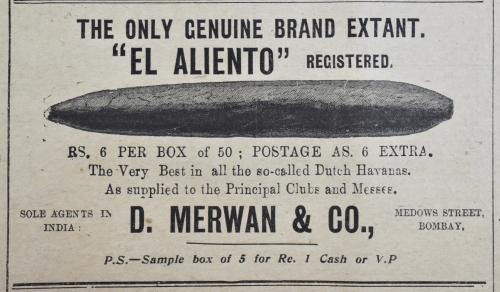 THE ONLY GENUINE BRAND EXTANT.
"EL ALIENTO" REGISTERED.
RS. 6 PER BOX of 50 ; POSTAGE AS. 6 EXTRA.
The Very Best in all the so-called Dutch Havanas.
As supplied to the Principal Clubs and Messes.
SOLE AGENTS IN
INDIA :
D. MERWAN & CO.,
MEDOWS STREET,
BOMBAY.
P.S.—Sample box of 5 for Re. 1 Cash or V.P